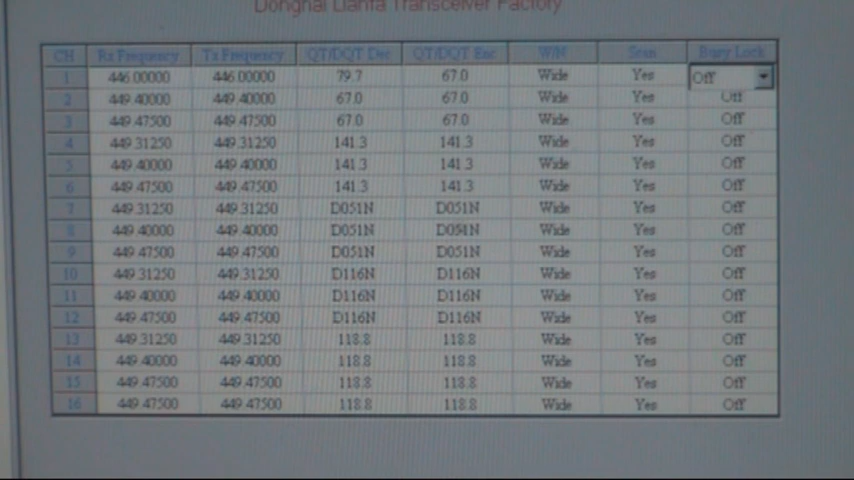 Donghai Lianfa Transceiver Factory
CH Rx Frequency Tx Frequency QT/DQT Dec QT/DQT Enc W/N Scan Busy Lock
1 446.00000 446.00000 79.7 67.0 Wide Yes Off
2 449.40000 449.40000 67.0 67.0 Wide Yes Off
3 449.47500 449.47500 67.0 67.0 Wide Yes Off
4 449.31250 449.31250 141.3 141.3 Wide Yes Off
5 449.40000 449.40000 141.3 141.3 Wide Yes Off
6 449.47500 449.47500 141.3 141.3 Wide Yes Off
7 449.31250 449.31250 D051N D051N Wide Yes Off
8 449.40000 449.40000 D051N D051N Wide Yes Off
9 449.47500 449.47500 D051N D051N Wide Yes Off
10 449.31250 449.31250 D116N D116N Wide Yes Off
11 449.40000 449.40000 D116N D116N Wide Yes Off
12 449.47500 449.47500 D116N D116N Wide Yes Off
13 449.31250 449.31250 118.8 118.8 Wide Yes Off
14 449.40000 449.40000 118.8 118.8 Wide Yes Off
15 449.47500 449.47500 118.8 118.8 Wide Yes Off
16 449.47500 449.47500 118.8 118.8 Wide Yes Off